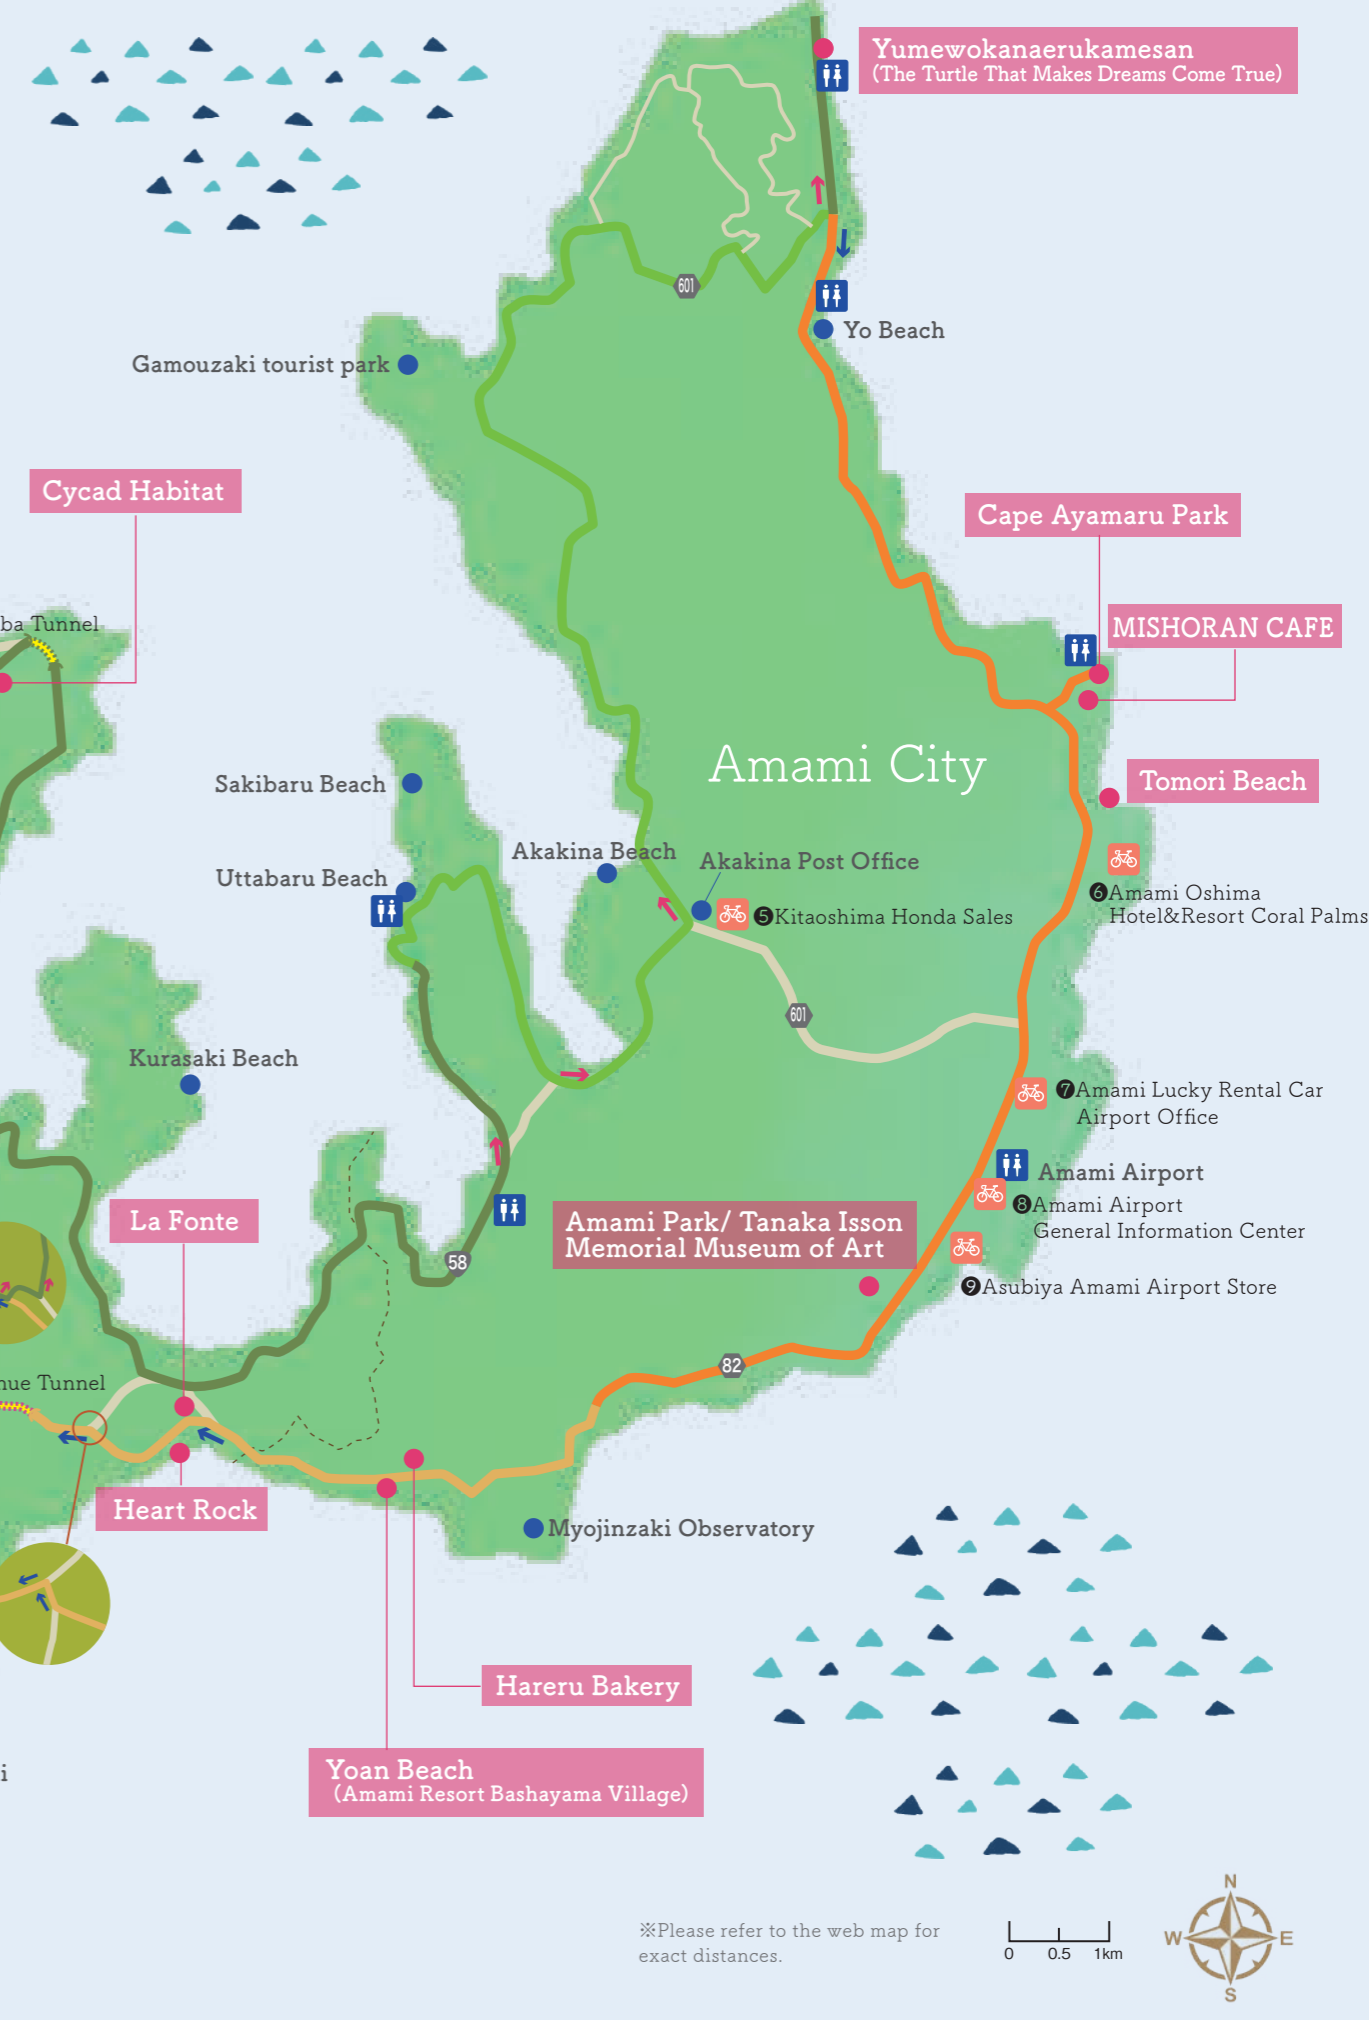 Yumewokanaerukamesan
(The Turtle That Makes Dreams Come True)
601
Yo Beach
Gamouzaki tourist park
Cycad Habitat
Cape Ayamaru Park
ba Tunnel
MISHORAN CAFE
Amami City
Sakibaru Beach
Tomori Beach
Akakina Beach
Akakina Post Office
Uttabaru Beach
❺Kitaoshima Honda Sales
❻Amami Oshima
Hotel&Resort Coral Palms
601
Kurasaki Beach
❼Amami Lucky Rental Car
Airport Office
Amami Airport
❽Amami Airport
General Information Center
La Fonte
Amami Park/ Tanaka Isson
Memorial Museum of Art
58
❾Asubiya Amami Airport Store
82
nue Tunnel
Heart Rock
Myojinzaki Observatory
Hareru Bakery
Yoan Beach
(Amami Resort Bashayama Village)
i
※Please refer to the web map for
exact distances.
0 0.5 1km
N
W E
S